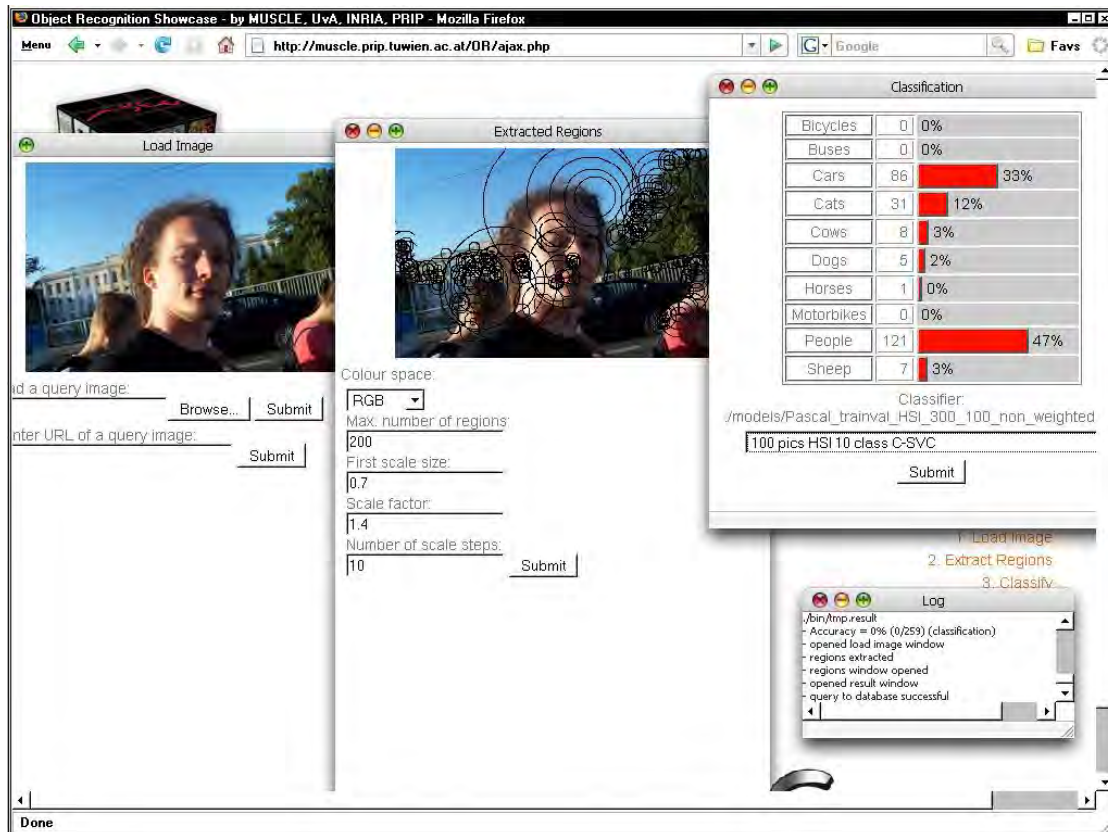 Object Recognition Showcase - by MUSCLE, UvA, INRIA, PRIP - Mozilla Firefox
Menu
http://muscle.prip.tuwien.ac.at/OR/ajax.php
G
Google
Favs
Load Image
ad a query image:
Browse...
Submit
nter URL of a query image:
Submit
Extracted Regions
Colour space:
RGB
Max. number of regions:
200
First scale size:
0.7
Scale factor:
1.4
Number of scale steps:
10
Submit
Classification
Bicycles 0 0%
Buses 0 0%
Cars 86 33%
Cats 31 12%
Cows 8 3%
Dogs 5 2%
Horses 1 0%
Motorbikes 0 0%
People 121 47%
Sheep 7 3%
Classifier:
./models/Pascal_trainval_HSI_300_100_non_weighted
100 pics HSI 10 class C-SVC
Submit
1. Load Image
2. Extract Regions
3. Classify
Log
./bin/tmp.result
- Accuracy = 0% (0/259) (classification)
- opened load image window
- regions extracted
- regions window opened
- opened result window
- query to database successful
Done